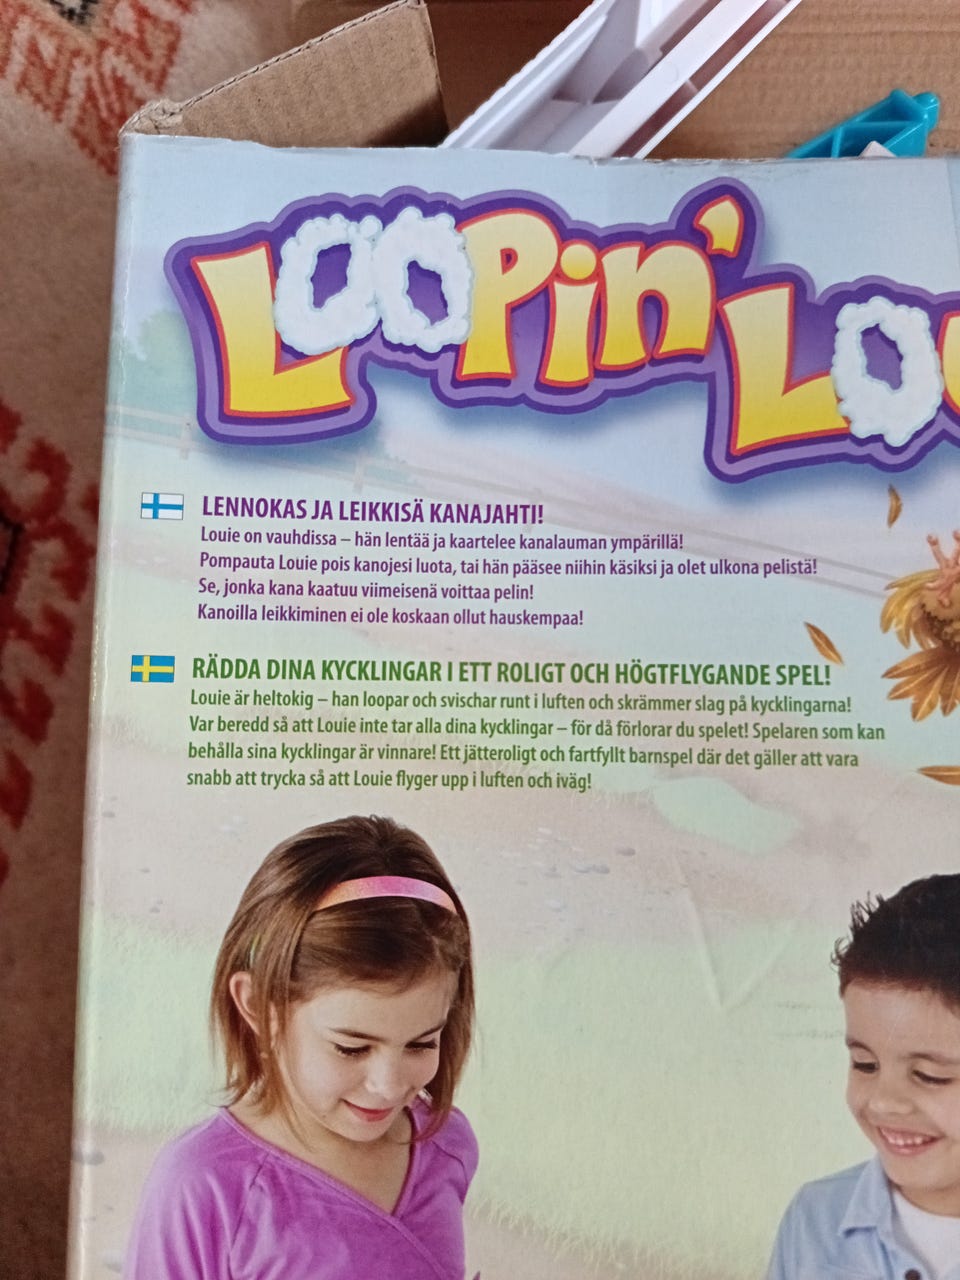 Loopin'
LENNOKAS JA LEIKKISÄ KANAJAHTI!
Louie on vauhdissa – hän lentää ja kaartelee kanalauman ympärillä!
Pompauta Louie pois kanojesi luota, tai hän pääsee niihin käsiksi ja olet ulkona pelistä!
Se, jonka kana kaatuu viimeisenä voittaa pelin!
Kanoilla leikkiminen ei ole koskaan ollut hauskempaa!
RÄDDA DINA KYCKLINGAR I ETT ROLIGT OCH HÖGTFLYGANDE SPEL!
Louie är heltokig – han loopar och svischar runt i luften och skrämmer slag på kycklingarna!
Var beredd så att Louie inte tar alla dina kycklingar – för då förlorar du spelet! Spelaren som kan
behålla sina kycklingar är vinnare! Ett jätteroligt och fartfyllt barnspel där det gäller att vara
snabb att trycka så att Louie flyger upp i luften och iväg!